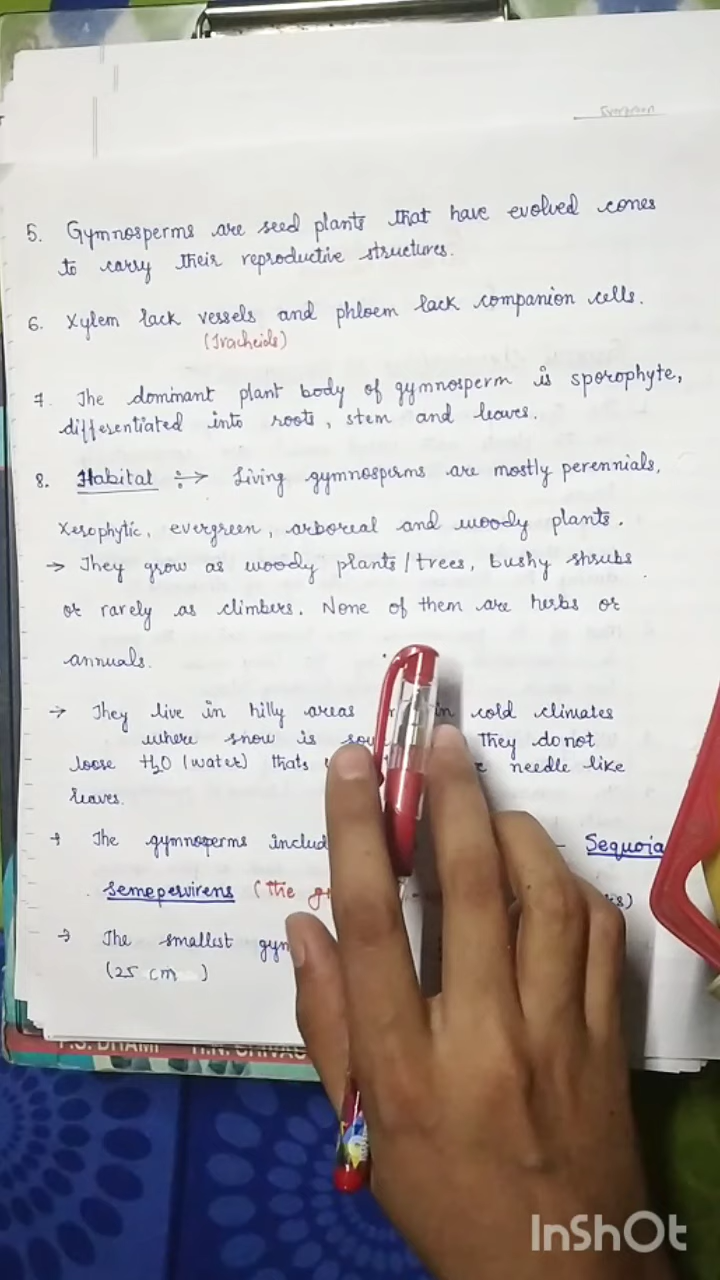 Evergreen
5. Gymnosperms are seed plants that have evolved cones
to carry their reproductive structures.
6. Xylem lack vessels and phloem lack companion cells.
(Tracheids)
7. The dominant plant body of gymnosperm is sporophyte,
differentiated into roots, stem and leaves.
8. Habitat ÷→ Living gymnosperms are mostly perennials,
Xerophytic, evergreen, arboreal and woody plants.
→ They grow as woody plants/trees, bushy shrubs
or rarely as climbers. None of them are herbs or
annuals.
→ They live in hilly areas in cold climates
where snow is They do not
loose H2O (water) thats needle like
leaves.
→ The gymnoperms includ - Sequoia
semepervirens (the
→ The smallest gym
(25 cm )
P.S. DHAMI H.N. SRIVAS
InShOt